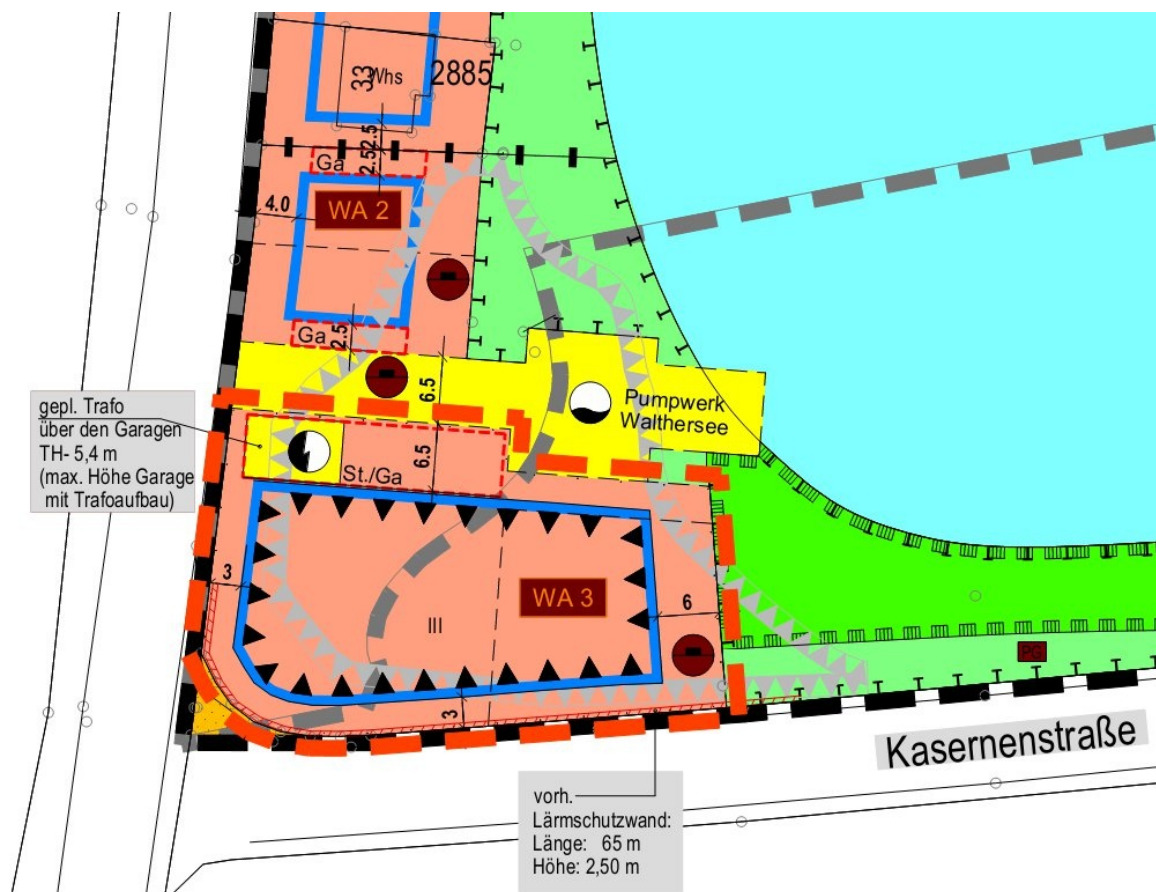 33
Whs
2885
2.5
2.5
Ga
4.0
WA 2
Ga
2.5
6.5
gepl. Trafo
über den Garagen
TH- 5,4 m
(max. Höhe Garage
mit Trafoaufbau)
Pumpwerk
Walthersee
6.5
St./Ga
3
WA 3
6
III
PG
3
Kasernenstraße
vorh.
Lärmschutzwand:
Länge: 65 m
Höhe: 2,50 m